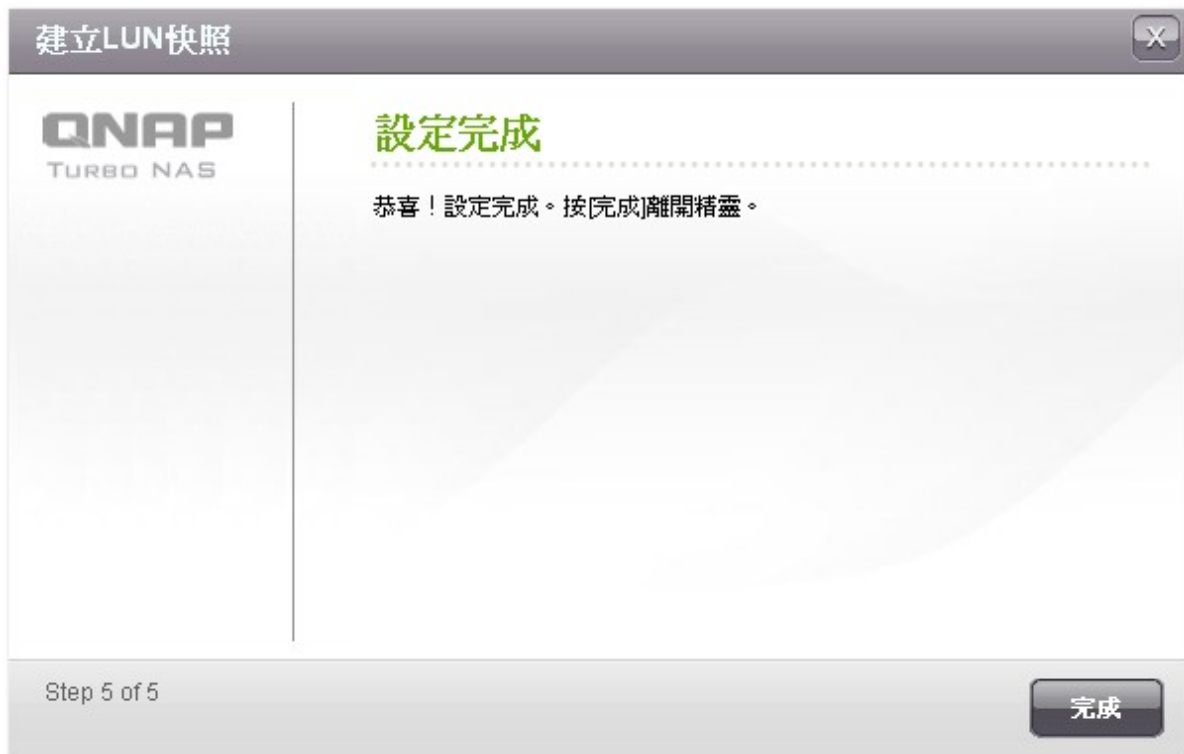 建立LUN快照
X
QNAP
TURBO NAS
設定完成
恭喜！設定完成。按[完成]離開精靈。
Step 5 of 5
完成